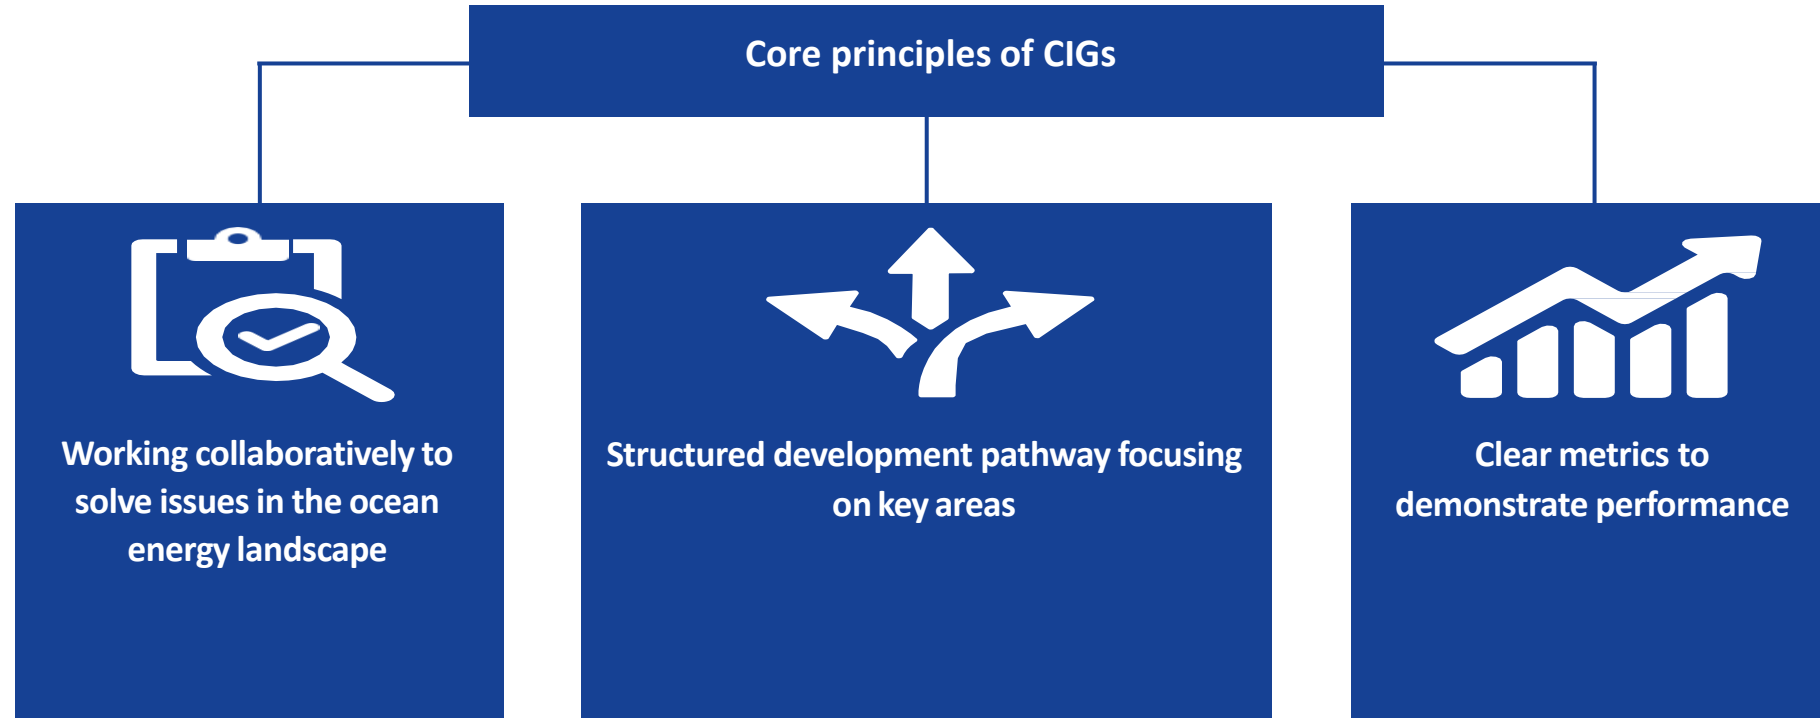 Core principles of CIGs
Working collaboratively to
solve issues in the ocean
energy landscape
Structured development pathway focusing
on key areas
Clear metrics to
demonstrate performance